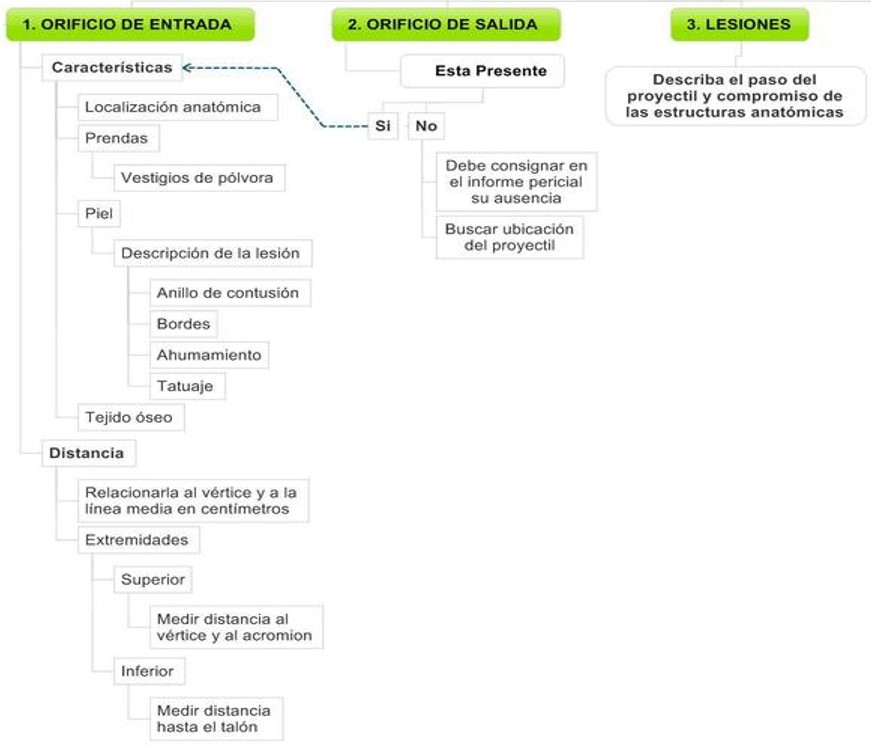 1. ORIFICIO DE ENTRADA
Características
Localización anatómica
Prendas
Vestigios de pólvora
Piel
Descripción de la lesión
Anillo de contusión
Bordes
Ahumamiento
Tatuaje
Tejido óseo
Distancia
Relacionarla al vértice y a la
línea media en centímetros
Extremidades
Superior
Medir distancia al
vértice y al acromion
Inferior
Medir distancia
hasta el talón
2. ORIFICIO DE SALIDA
Esta Presente
Si
No
Debe consignar en
el informe pericial
su ausencia
Buscar ubicación
del proyectil
3. LESIONES
Describa el paso del
proyectil y compromiso de
las estructuras anatómicas